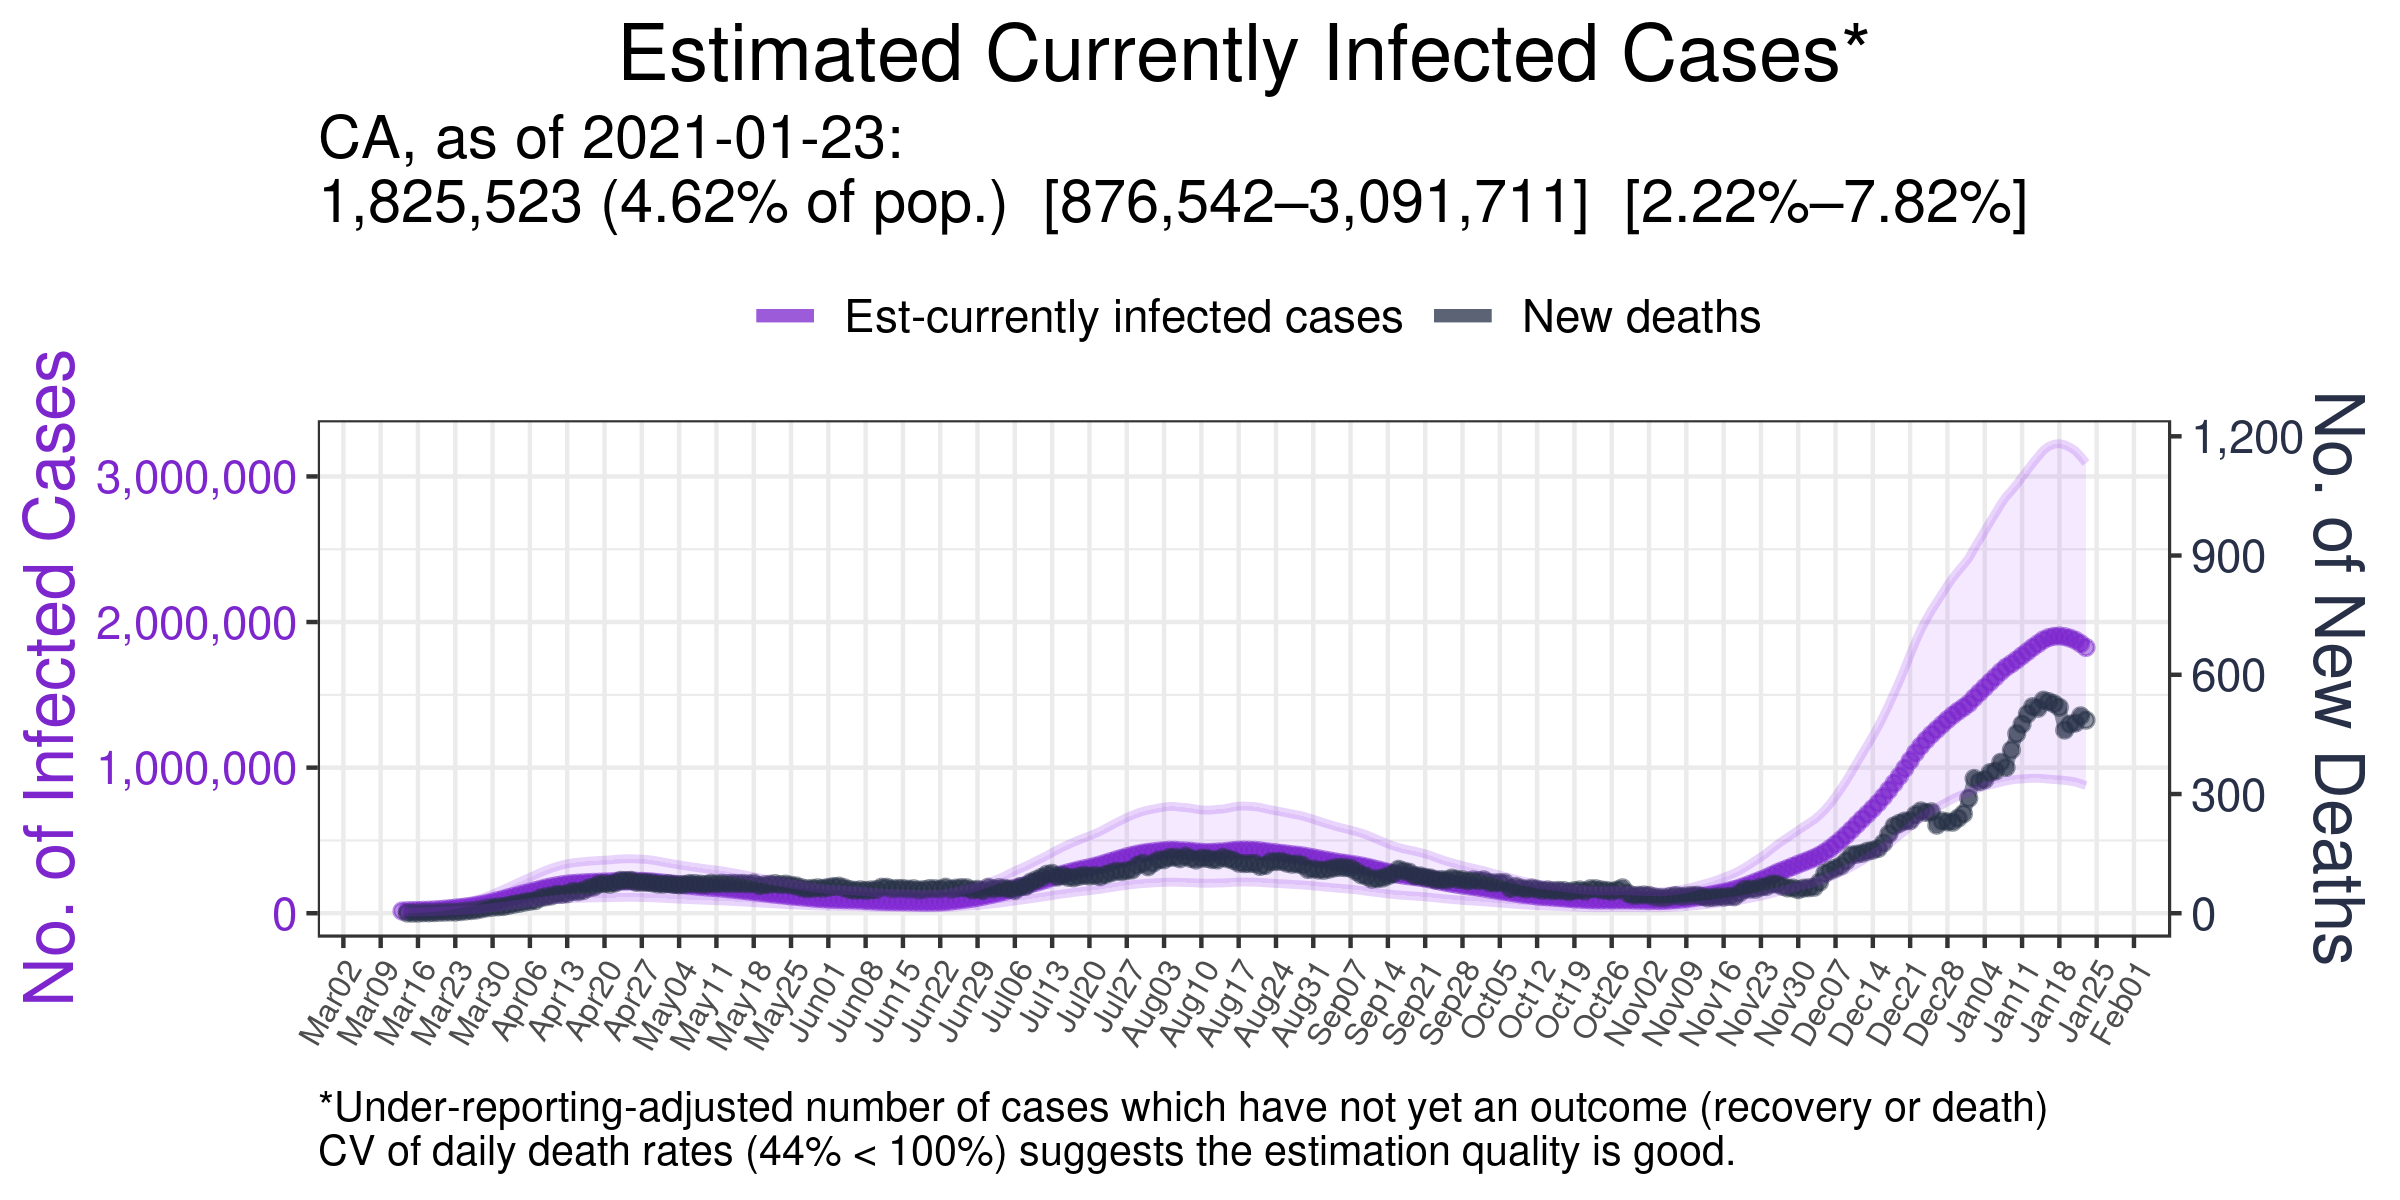 Estimated Currently Infected Cases*
CA, as of 2021-01-23:
1,825,523 (4.62% of pop.)  [876,542–3,091,711]  [2.22%–7.82%]
Est-currently infected cases
New deaths
No. of Infected Cases
3,000,000
2,000,000
1,000,000
0
1,200
900
600
300
0
No. of New Deaths
Mar02
Mar09
Mar16
Mar23
Mar30
Apr06
Apr13
Apr20
Apr27
May04
May11
May18
May25
Jun01
Jun08
Jun15
Jun22
Jun29
Jul06
Jul13
Jul20
Jul27
Aug03
Aug10
Aug17
Aug24
Aug31
Sep07
Sep14
Sep21
Sep28
Oct05
Oct12
Oct19
Oct26
Nov02
Nov09
Nov16
Nov23
Nov30
Dec07
Dec14
Dec21
Dec28
Jan04
Jan11
Jan18
Jan25
Feb01
*Under-reporting-adjusted number of cases which have not yet an outcome (recovery or death)
CV of daily death rates (44% < 100%) suggests the estimation quality is good.